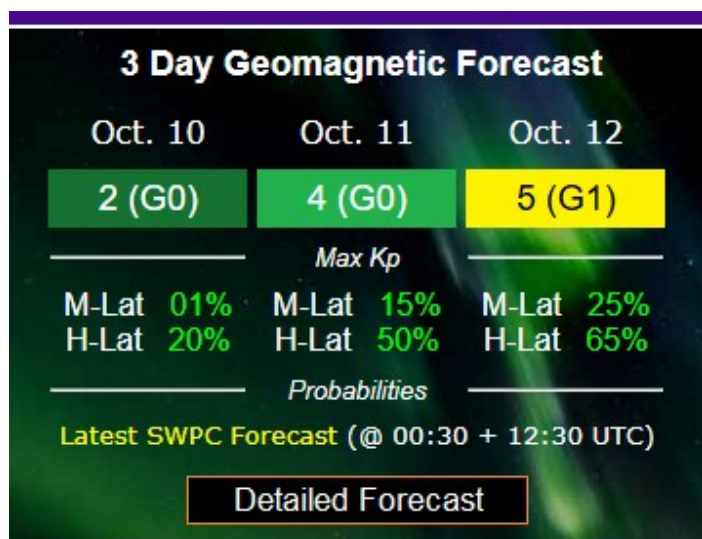 3 Day Geomagnetic Forecast
Oct. 10 Oct. 11 Oct. 12
2 (G0) 4 (G0) 5 (G1)
Max Kp
M-Lat 01% M-Lat 15% M-Lat 25%
H-Lat 20% H-Lat 50% H-Lat 65%
Probabilities
Latest SWPC Forecast (@ 00:30 + 12:30 UTC)
Detailed Forecast